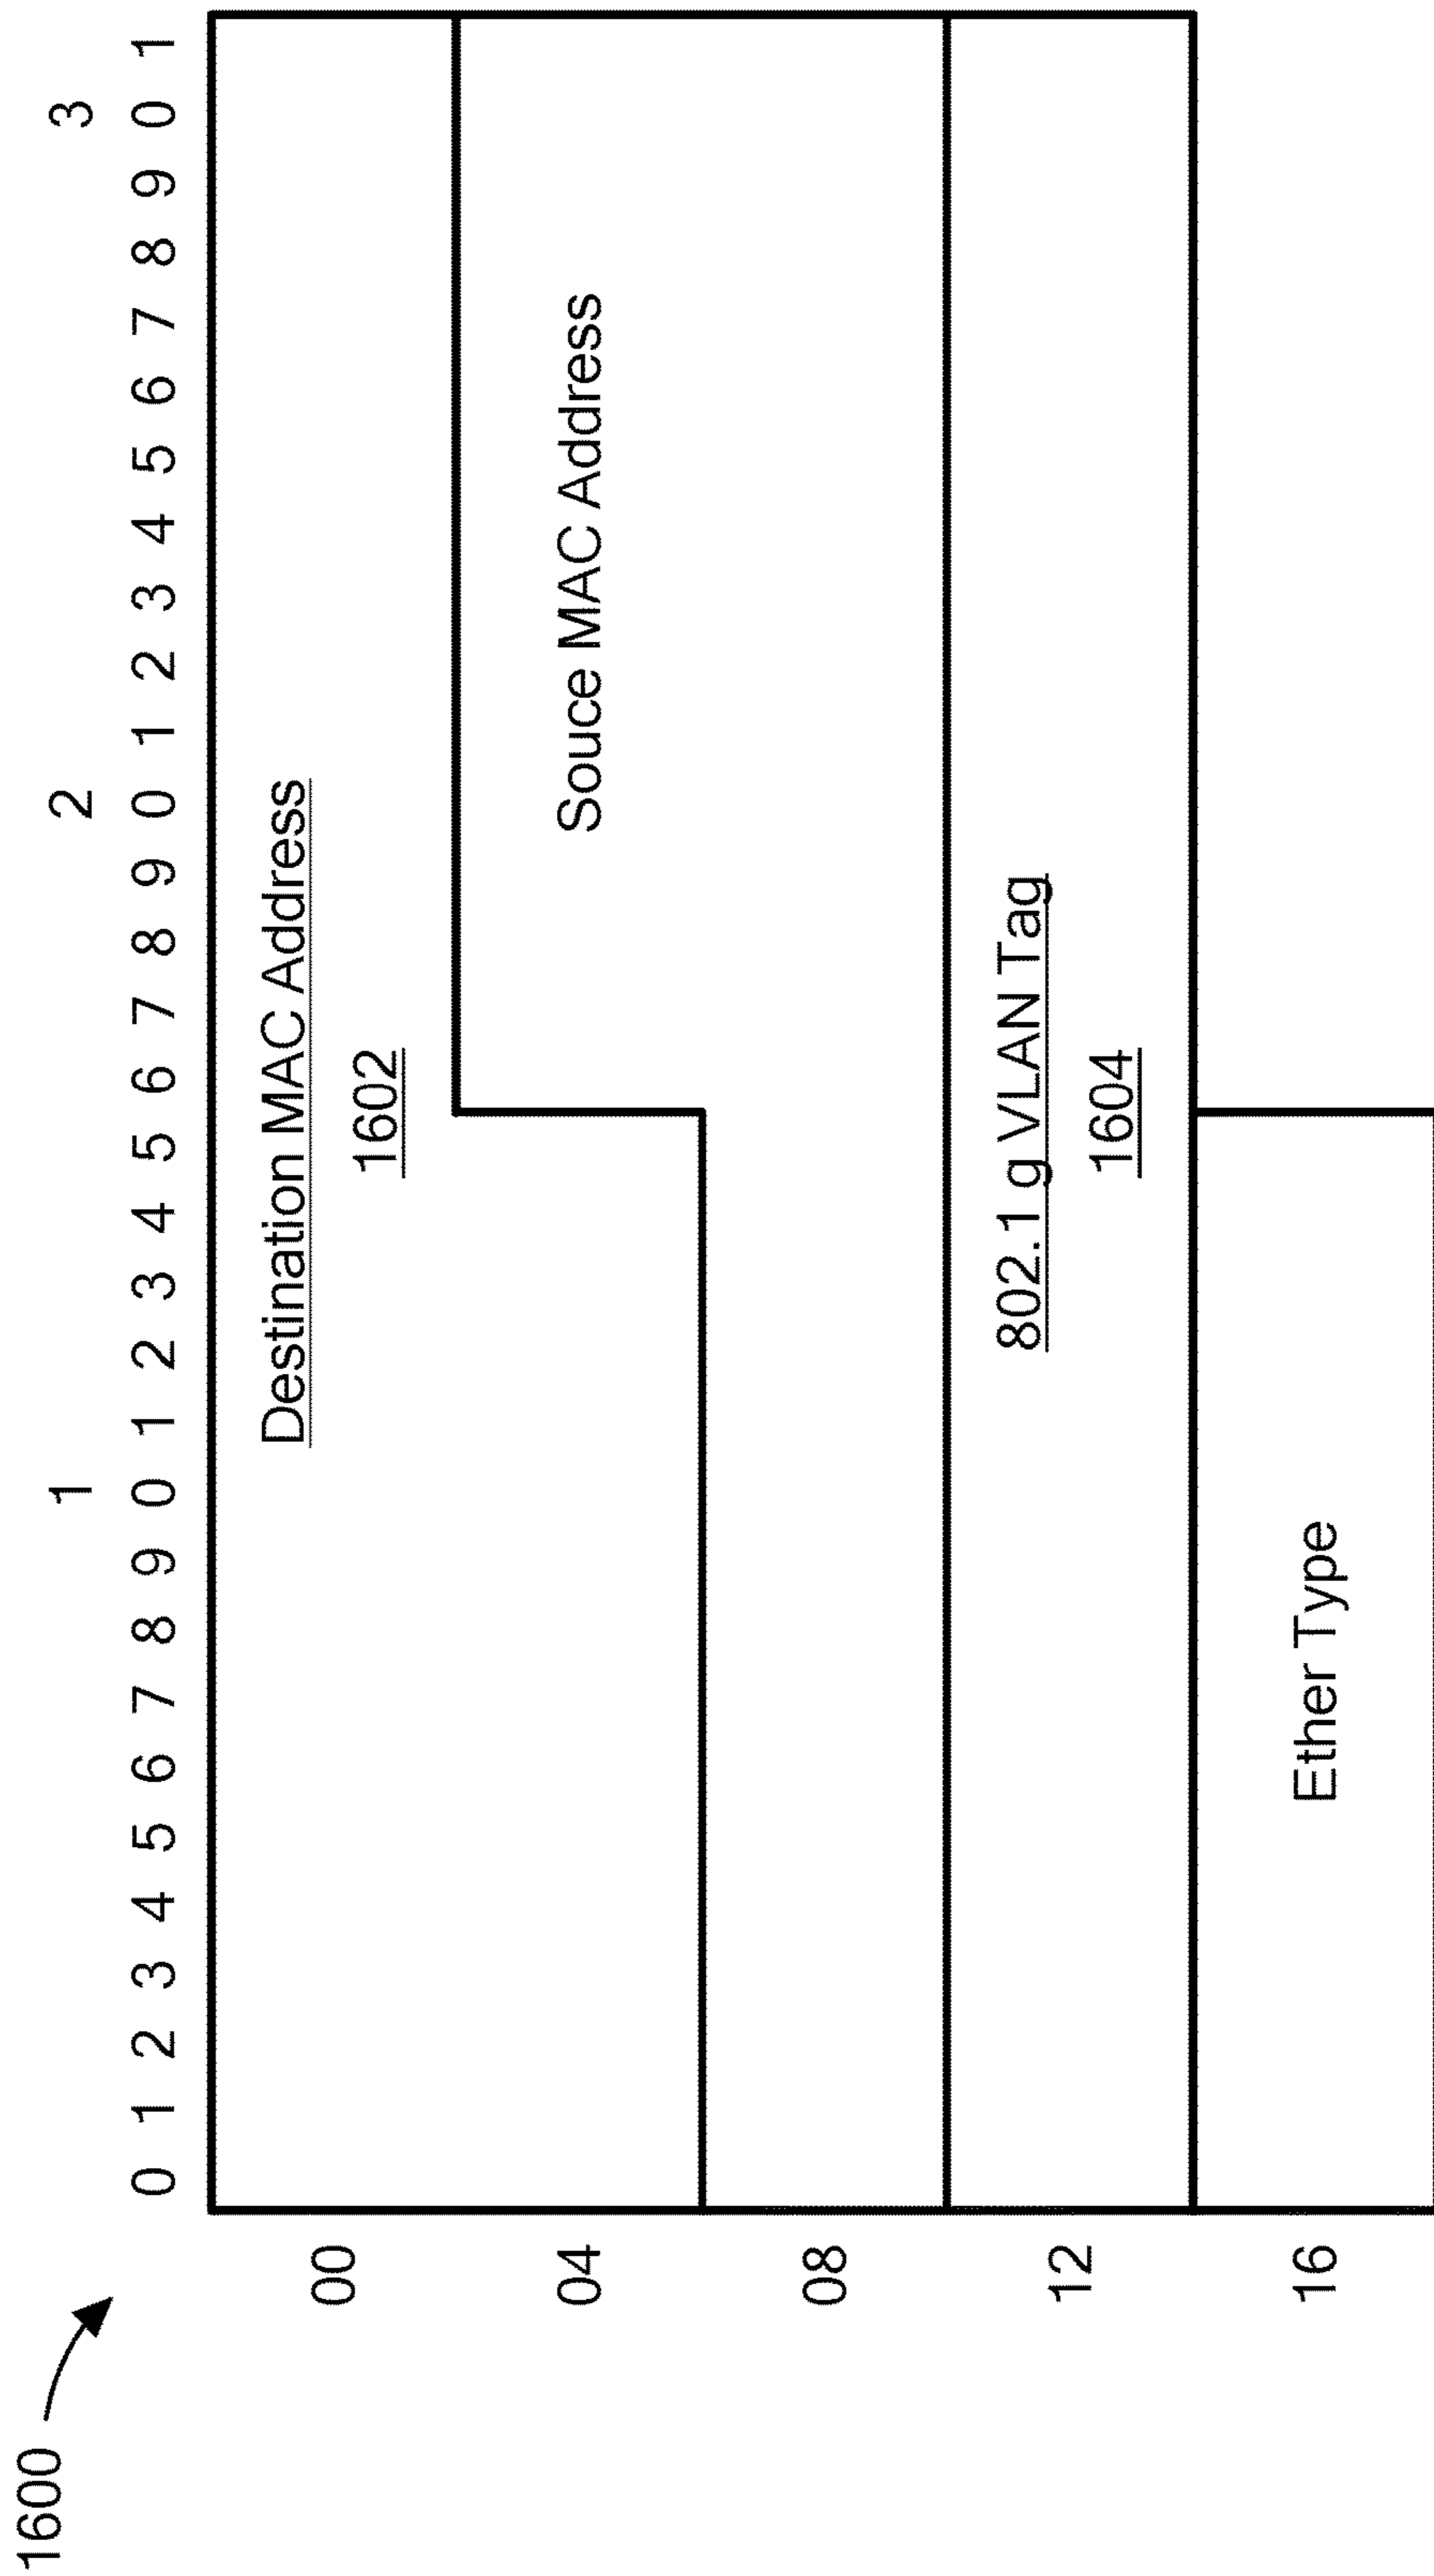 1600
1 2 3
0 1 2 3 4 5 6 7 8 9 0 1 2 3 4 5 6 7 8 9 0 1 2 3 4 5 6 7 8 9 0 1
00
Destination MAC Address
1602
04
Souce MAC Address
08
12
802.1 g VLAN Tag
1604
16
Ether Type